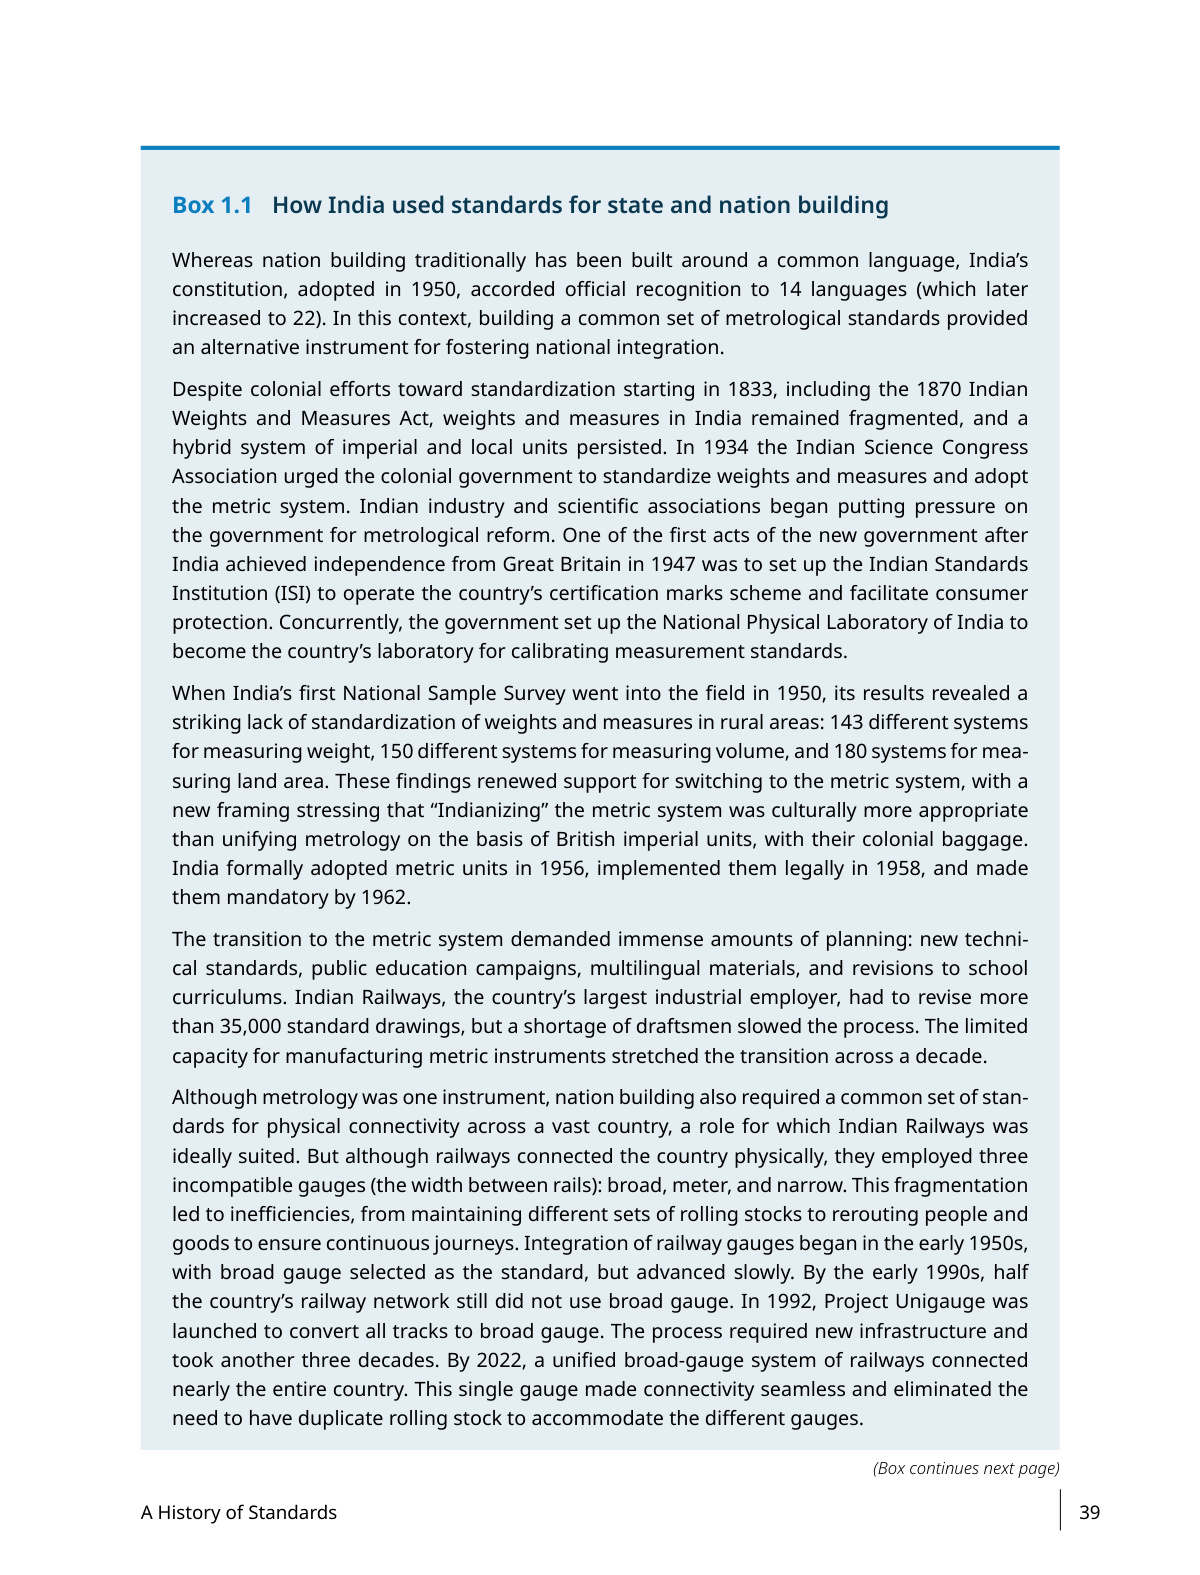 Box 1.1 How India used standards for state and nation building
Whereas nation building traditionally has been built around a common language, India’s
constitution, adopted in 1950, accorded official recognition to 14 languages (which later
increased to 22). In this context, building a common set of metrological standards provided
an alternative instrument for fostering national integration.
Despite colonial efforts toward standardization starting in 1833, including the 1870 Indian
Weights and Measures Act, weights and measures in India remained fragmented, and a
hybrid system of imperial and local units persisted. In 1934 the Indian Science Congress
Association urged the colonial government to standardize weights and measures and adopt
the metric system. Indian industry and scientific associations began putting pressure on
the government for metrological reform. One of the first acts of the new government after
India achieved independence from Great Britain in 1947 was to set up the Indian Standards
Institution (ISI) to operate the country’s certification marks scheme and facilitate consumer
protection. Concurrently, the government set up the National Physical Laboratory of India to
become the country’s laboratory for calibrating measurement standards.
When India’s first National Sample Survey went into the field in 1950, its results revealed a
striking lack of standardization of weights and measures in rural areas: 143 different systems
for measuring weight, 150 different systems for measuring volume, and 180 systems for mea-
suring land area. These findings renewed support for switching to the metric system, with a
new framing stressing that “Indianizing” the metric system was culturally more appropriate
than unifying metrology on the basis of British imperial units, with their colonial baggage.
India formally adopted metric units in 1956, implemented them legally in 1958, and made
them mandatory by 1962.
The transition to the metric system demanded immense amounts of planning: new techni-
cal standards, public education campaigns, multilingual materials, and revisions to school
curriculums. Indian Railways, the country’s largest industrial employer, had to revise more
than 35,000 standard drawings, but a shortage of draftsmen slowed the process. The limited
capacity for manufacturing metric instruments stretched the transition across a decade.
Although metrology was one instrument, nation building also required a common set of stan-
dards for physical connectivity across a vast country, a role for which Indian Railways was
ideally suited. But although railways connected the country physically, they employed three
incompatible gauges (the width between rails): broad, meter, and narrow. This fragmentation
led to inefficiencies, from maintaining different sets of rolling stocks to rerouting people and
goods to ensure continuous journeys. Integration of railway gauges began in the early 1950s,
with broad gauge selected as the standard, but advanced slowly. By the early 1990s, half
the country’s railway network still did not use broad gauge. In 1992, Project Unigauge was
launched to convert all tracks to broad gauge. The process required new infrastructure and
took another three decades. By 2022, a unified broad-gauge system of railways connected
nearly the entire country. This single gauge made connectivity seamless and eliminated the
need to have duplicate rolling stock to accommodate the different gauges.
(Box continues next page)
A History of Standards 39